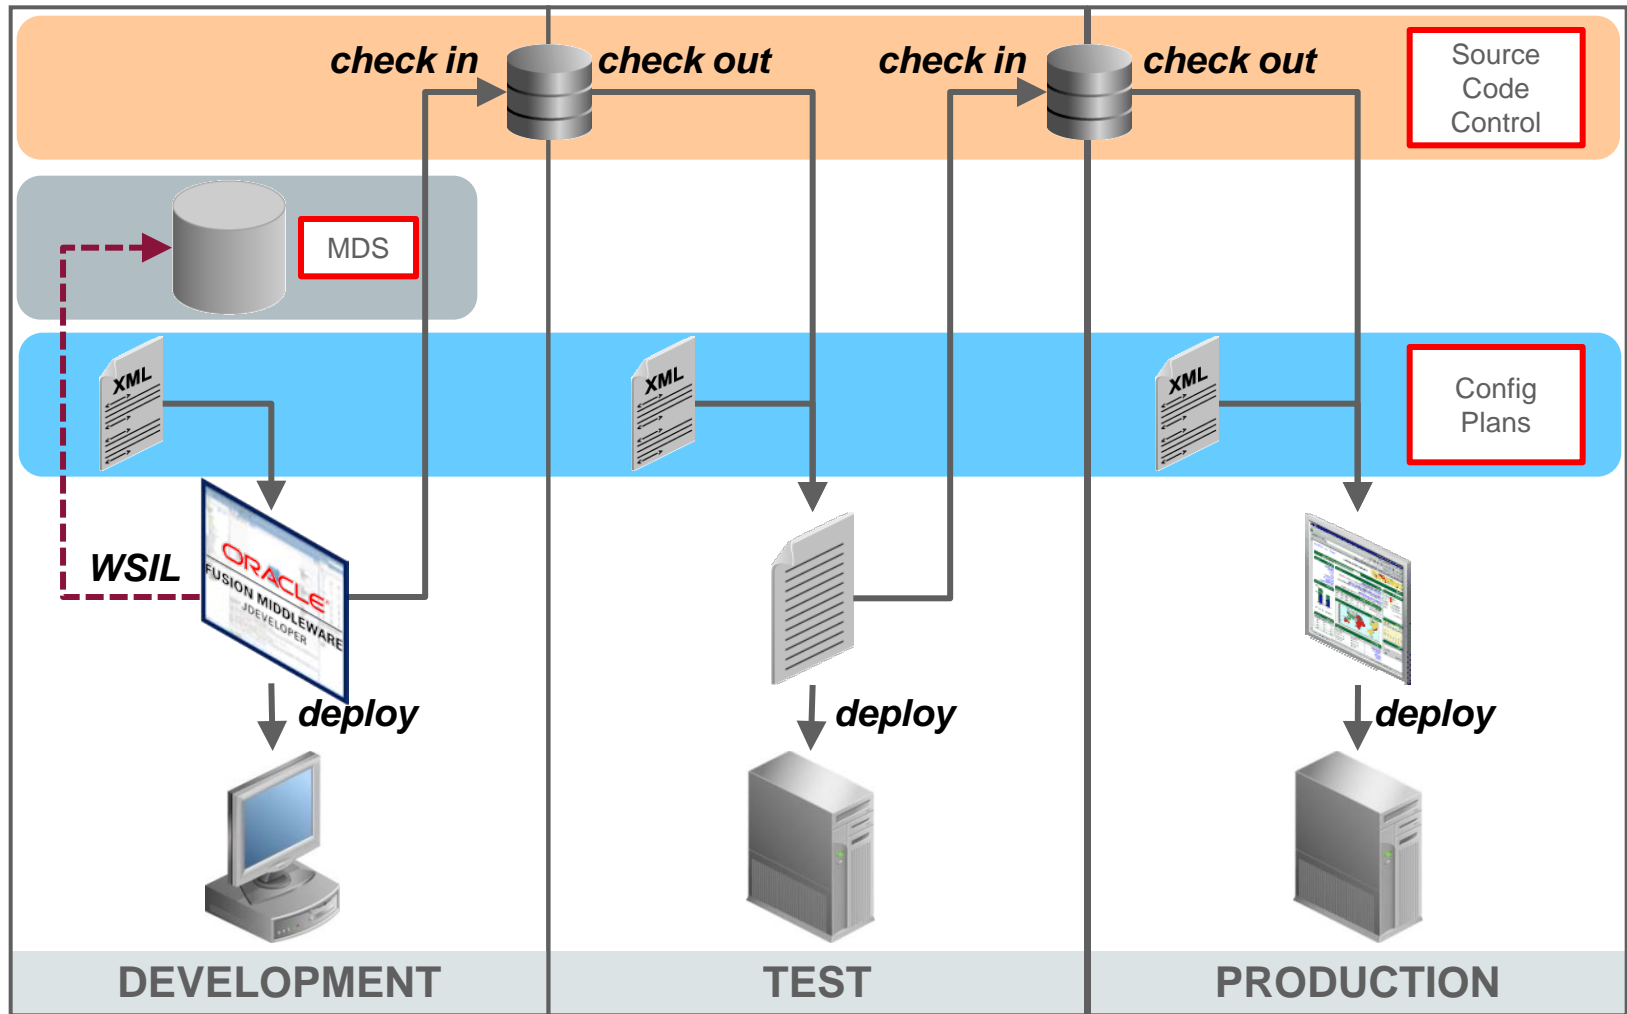 check in
check out
check in
check out
Source
Code
Control
MDS
XML
XML
XML
Config
Plans
WSIL
ORACLE
FUSION MIDDLEWARE
JDEVELOPER
deploy
deploy
deploy
DEVELOPMENT
TEST
PRODUCTION